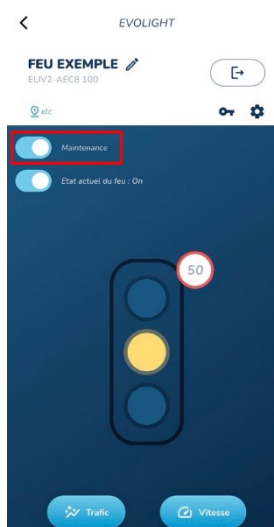 EVOLIGHT
FEU EXEMPLE
ELIV2-AEC8 100
elc
Maintenance
Etat actuel du feu : On
50
Trafic
Vitesse